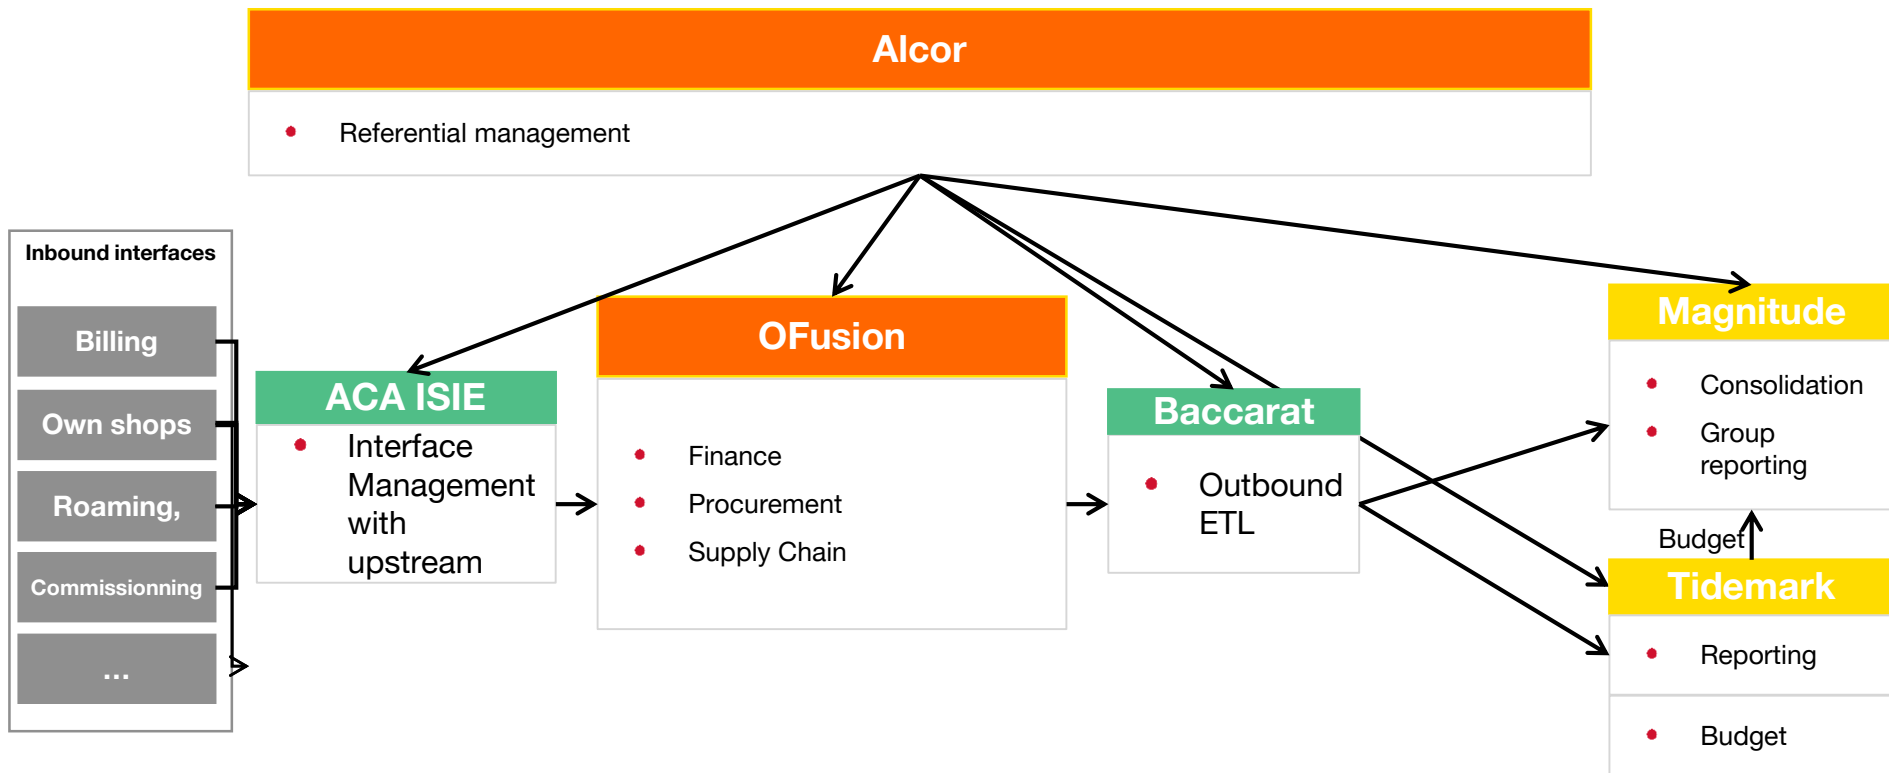 Alcor
Referential management
Inbound interfaces
Billing
Own shops
Roaming,
Commissionning
...
ACA ISIE
Interface
Management
with
upstream
OFusion
Finance
Procurement
Supply Chain
Baccarat
Outbound
ETL
Magnitude
Consolidation
Group
reporting
Budget
Tidemark
Reporting
Budget